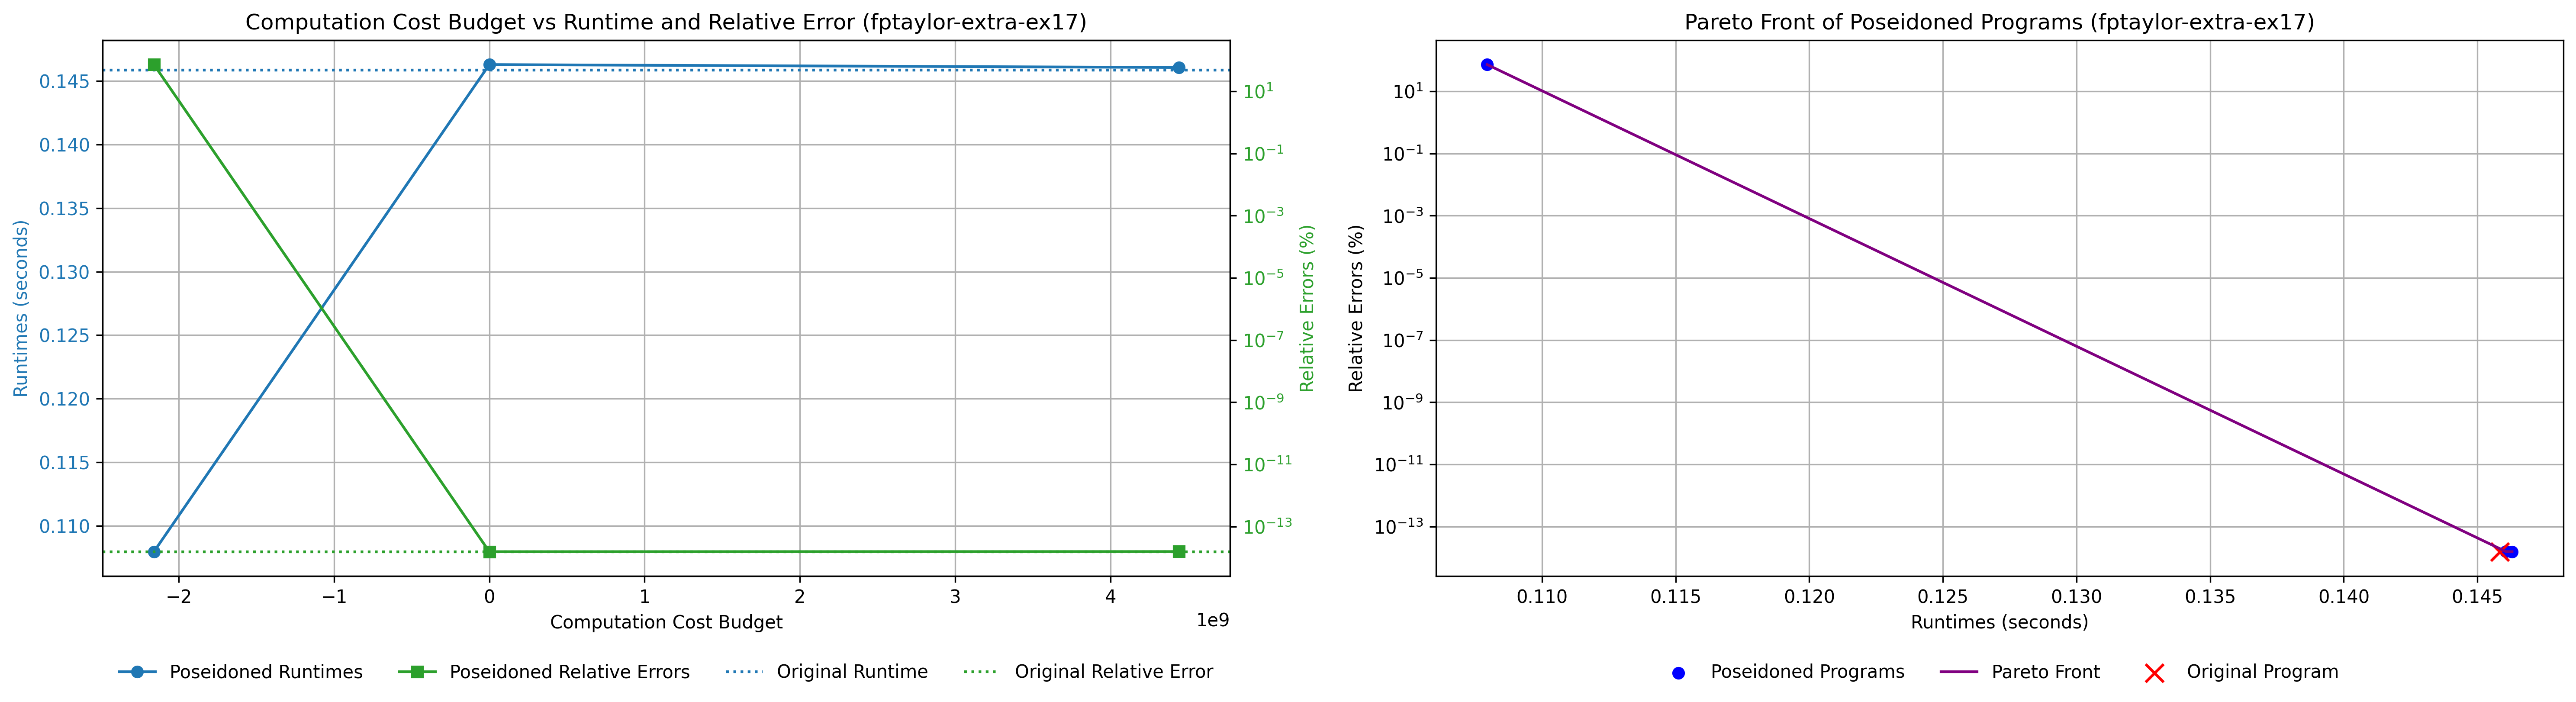 Computation Cost Budget vs Runtime and Relative Error (fptaylor-extra-ex17)
Runtimes (seconds)
0.145
0.140
0.135
0.130
0.125
0.120
0.115
0.110
10¹
10⁻¹
10⁻³
10⁻⁵
10⁻⁷
10⁻⁹
10⁻¹¹
10⁻¹³
Relative Errors (%)
−2 −1 0 1 2 3 4
1e9
Computation Cost Budget
Poseidoned Runtimes Poseidoned Relative Errors Original Runtime Original Relative Error
Pareto Front of Poseidoned Programs (fptaylor-extra-ex17)
Relative Errors (%)
10¹
10⁻¹
10⁻³
10⁻⁵
10⁻⁷
10⁻⁹
10⁻¹¹
10⁻¹³
0.110 0.115 0.120 0.125 0.130 0.135 0.140 0.145
Runtimes (seconds)
Poseidoned Programs Pareto Front Original Program